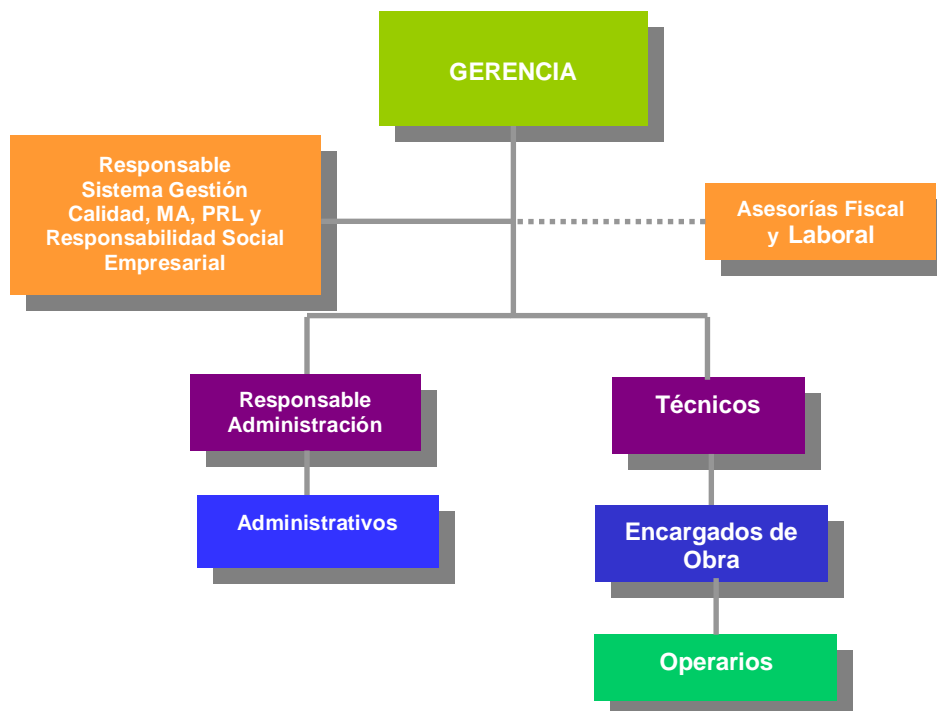 GERENCIA
Responsable
Sistema Gestión
Calidad, MA, PRL y
Responsabilidad Social
Empresarial
Asesorías Fiscal
y Laboral
Responsable
Administración
Técnicos
Administrativos
Encargados de
Obra
Operarios